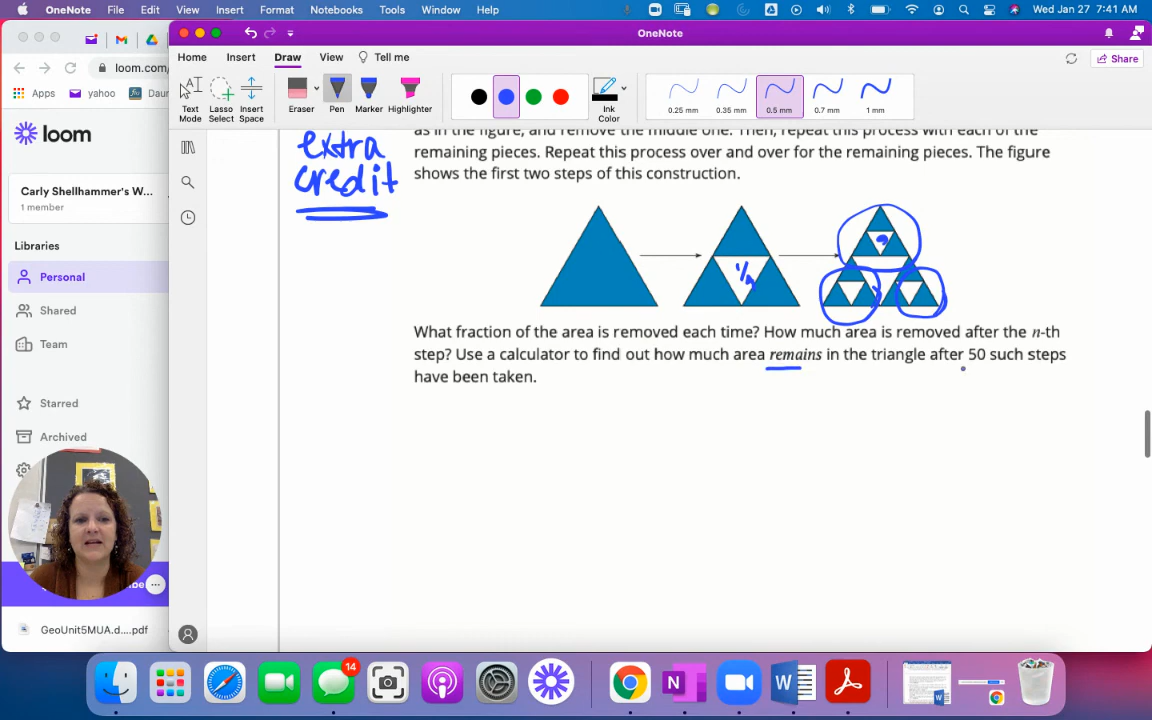 OneNote File Edit View Insert Format Notebooks Tools Window Help Wed Jan 27 7:41 AM
OneNote
Home Insert Draw View Tell me
Share
loom.com/
Apps yahoo Daur
Text Mode
Lasso Select
Insert Space
Eraser
Pen
Marker
Highlighter
Ink Color
0.25 mm 0.35 mm 0.5 mm 0.7 mm 1 mm
loom
Carly Shellhammer's W...
1 member
Libraries
Personal
Shared
Team
Starred
Archived
GeoUnit5MUA.d....pdf
extra
credit
as in the figure, and remove the middle one. Then, repeat this process with each of the
remaining pieces. Repeat this process over and over for the remaining pieces. The figure
shows the first two steps of this construction.
What fraction of the area is removed each time? How much area is removed after the n-th
step? Use a calculator to find out how much area remains in the triangle after 50 such steps
have been taken.
14